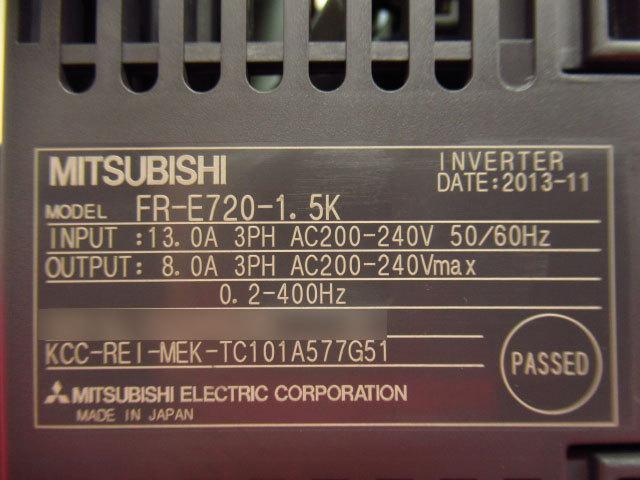 MITSUBISHI
INVERTER
DATE:2013-11
MODEL FR-E720-1.5K
INPUT :13.0A 3PH AC200-240V 50/60Hz
OUTPUT: 8.0A 3PH AC200-240Vmax
0.2-400Hz
KCC-REI-MEK-TC101A577G51
PASSED
MITSUBISHI ELECTRIC CORPORATION
MADE IN JAPAN